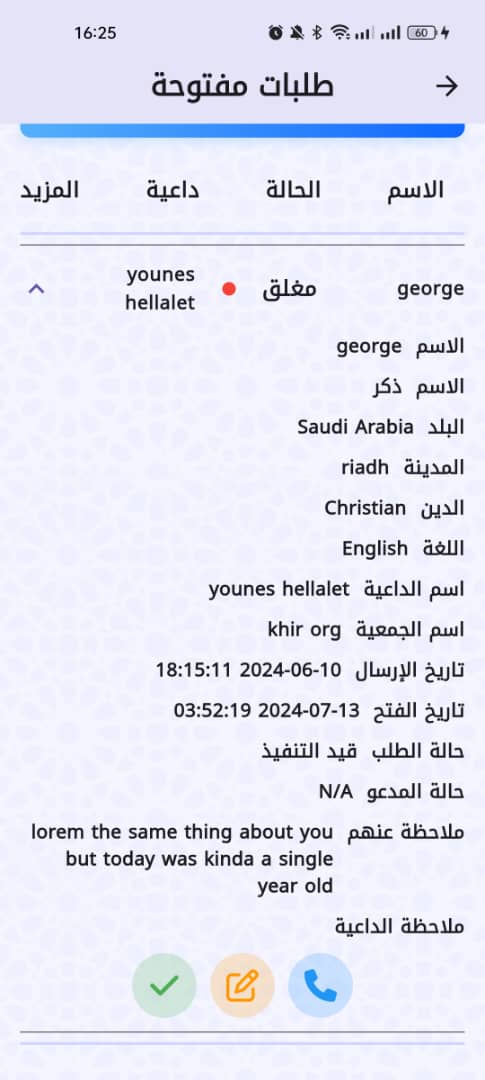 16:25
60
طلبات مفتوحة
الاسم الحالة داعية المزيد
george مغلق younes hellalet
الاسم george
الاسم ذكر
البلد Saudi Arabia
المدينة riadh
الدين Christian
اللغة English
اسم الداعية younes hellalet
اسم الجمعية khir org
تاريخ الإرسال 2024-06-10 18:15:11
تاريخ الفتح 2024-07-13 03:52:19
حالة الطلب قيد التنفيذ
حالة المدعو N/A
ملاحظة عنهم lorem the same thing about you
but today was kinda a single
year old
ملاحظة الداعية